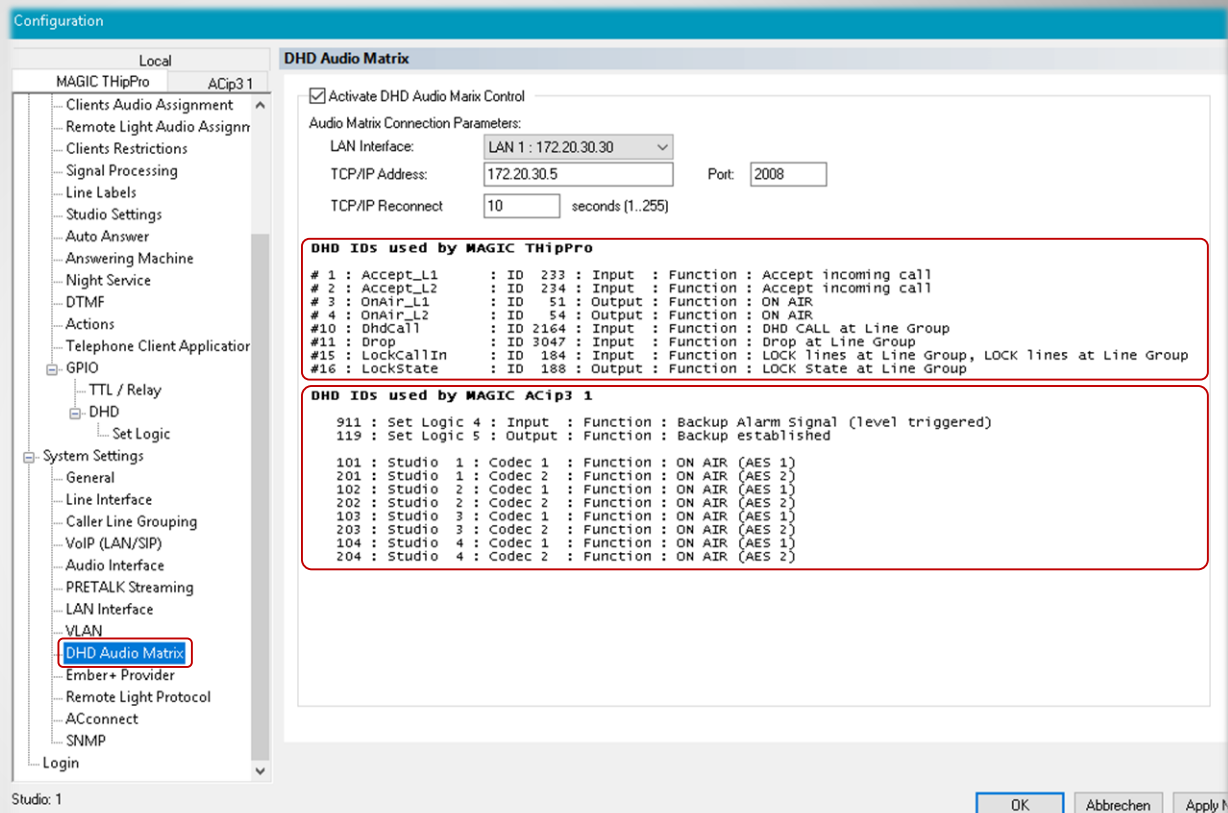 Configuration
Local
MAGIC THipPro
ACip3 1
Clients Audio Assignment
Remote Light Audio Assignm
Clients Restrictions
Signal Processing
Line Labels
Studio Settings
Auto Answer
Answering Machine
Night Service
DTMF
Actions
Telephone Client Application
GPIO
TTL / Relay
DHD
Set Logic
System Settings
General
Line Interface
Caller Line Grouping
VoIP (LAN/SIP)
Audio Interface
PRETALK Streaming
LAN Interface
VLAN
DHD Audio Matrix
Ember+ Provider
Remote Light Protocol
ACconnect
SNMP
Login
Studio: 1
DHD Audio Matrix
Activate DHD Audio Marix Control
Audio Matrix Connection Parameters:
LAN Interface: LAN 1 : 172.20.30.30
TCP/IP Address: 172.20.30.5 Port: 2008
TCP/IP Reconnect 10 seconds (1..255)
DHD IDs used by MAGIC THipPro
# 1 : Accept_L1 : ID 233 : Input : Function : Accept incoming call
# 2 : Accept_L2 : ID 234 : Input : Function : Accept incoming call
# 3 : OnAir_L1 : ID 51 : Output : Function : ON AIR
# 4 : OnAir_L2 : ID 54 : Output : Function : ON AIR
#10 : DhdCall : ID 2164 : Input : Function : DHD CALL at Line Group
#11 : Drop : ID 3047 : Input : Function : Drop at Line Group
#15 : LockCallIn : ID 184 : Input : Function : LOCK lines at Line Group, LOCK lines at Line Group
#16 : LockState : ID 188 : Output : Function : LOCK State at Line Group
DHD IDs used by MAGIC ACip3 1
911 : Set Logic 4 : Input : Function : Backup Alarm Signal (level triggered)
119 : Set Logic 5 : Output : Function : Backup established
101 : Studio 1 : Codec 1 : Function : ON AIR (AES 1)
201 : Studio 1 : Codec 2 : Function : ON AIR (AES 2)
102 : Studio 2 : Codec 1 : Function : ON AIR (AES 1)
202 : Studio 2 : Codec 2 : Function : ON AIR (AES 2)
103 : Studio 3 : Codec 1 : Function : ON AIR (AES 1)
203 : Studio 3 : Codec 2 : Function : ON AIR (AES 2)
104 : Studio 4 : Codec 1 : Function : ON AIR (AES 1)
204 : Studio 4 : Codec 2 : Function : ON AIR (AES 2)
OK
Abbrechen
Apply N